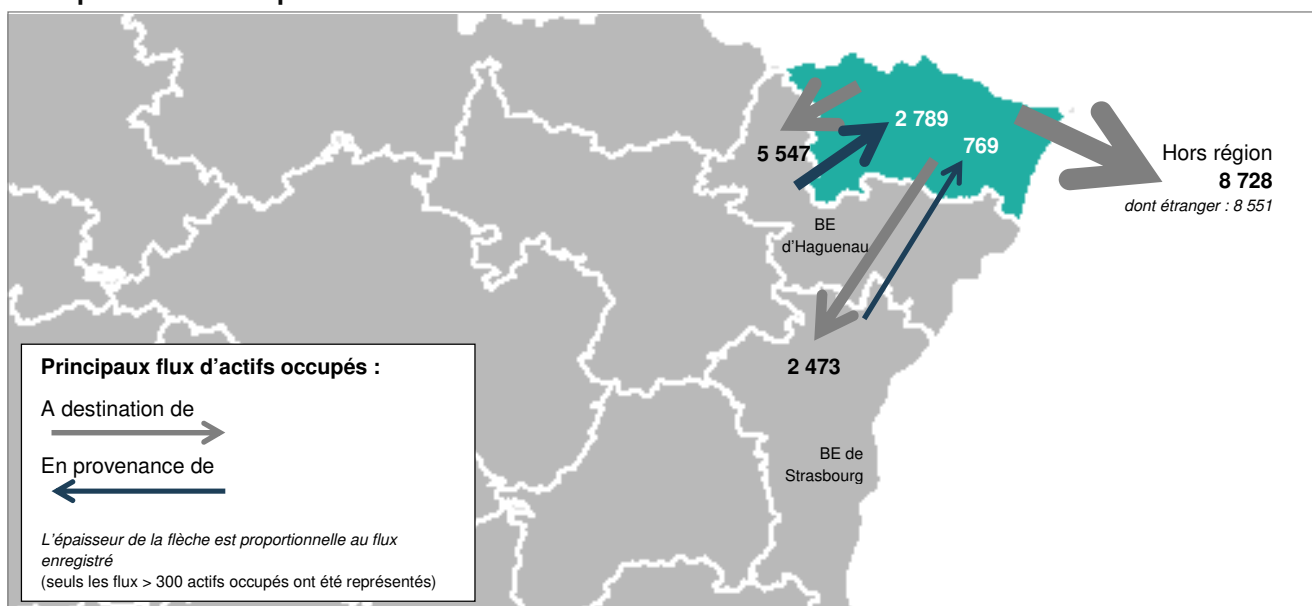 2 789
769
5 547
Hors région
8 728
dont étranger : 8 551
BE
d'Haguenau
2 473
BE de
Strasbourg
Principaux flux d'actifs occupés :
A destination de
En provenance de
L'épaisseur de la flèche est proportionnelle au flux
enregistré
(seuls les flux > 300 actifs occupés ont été représentés)